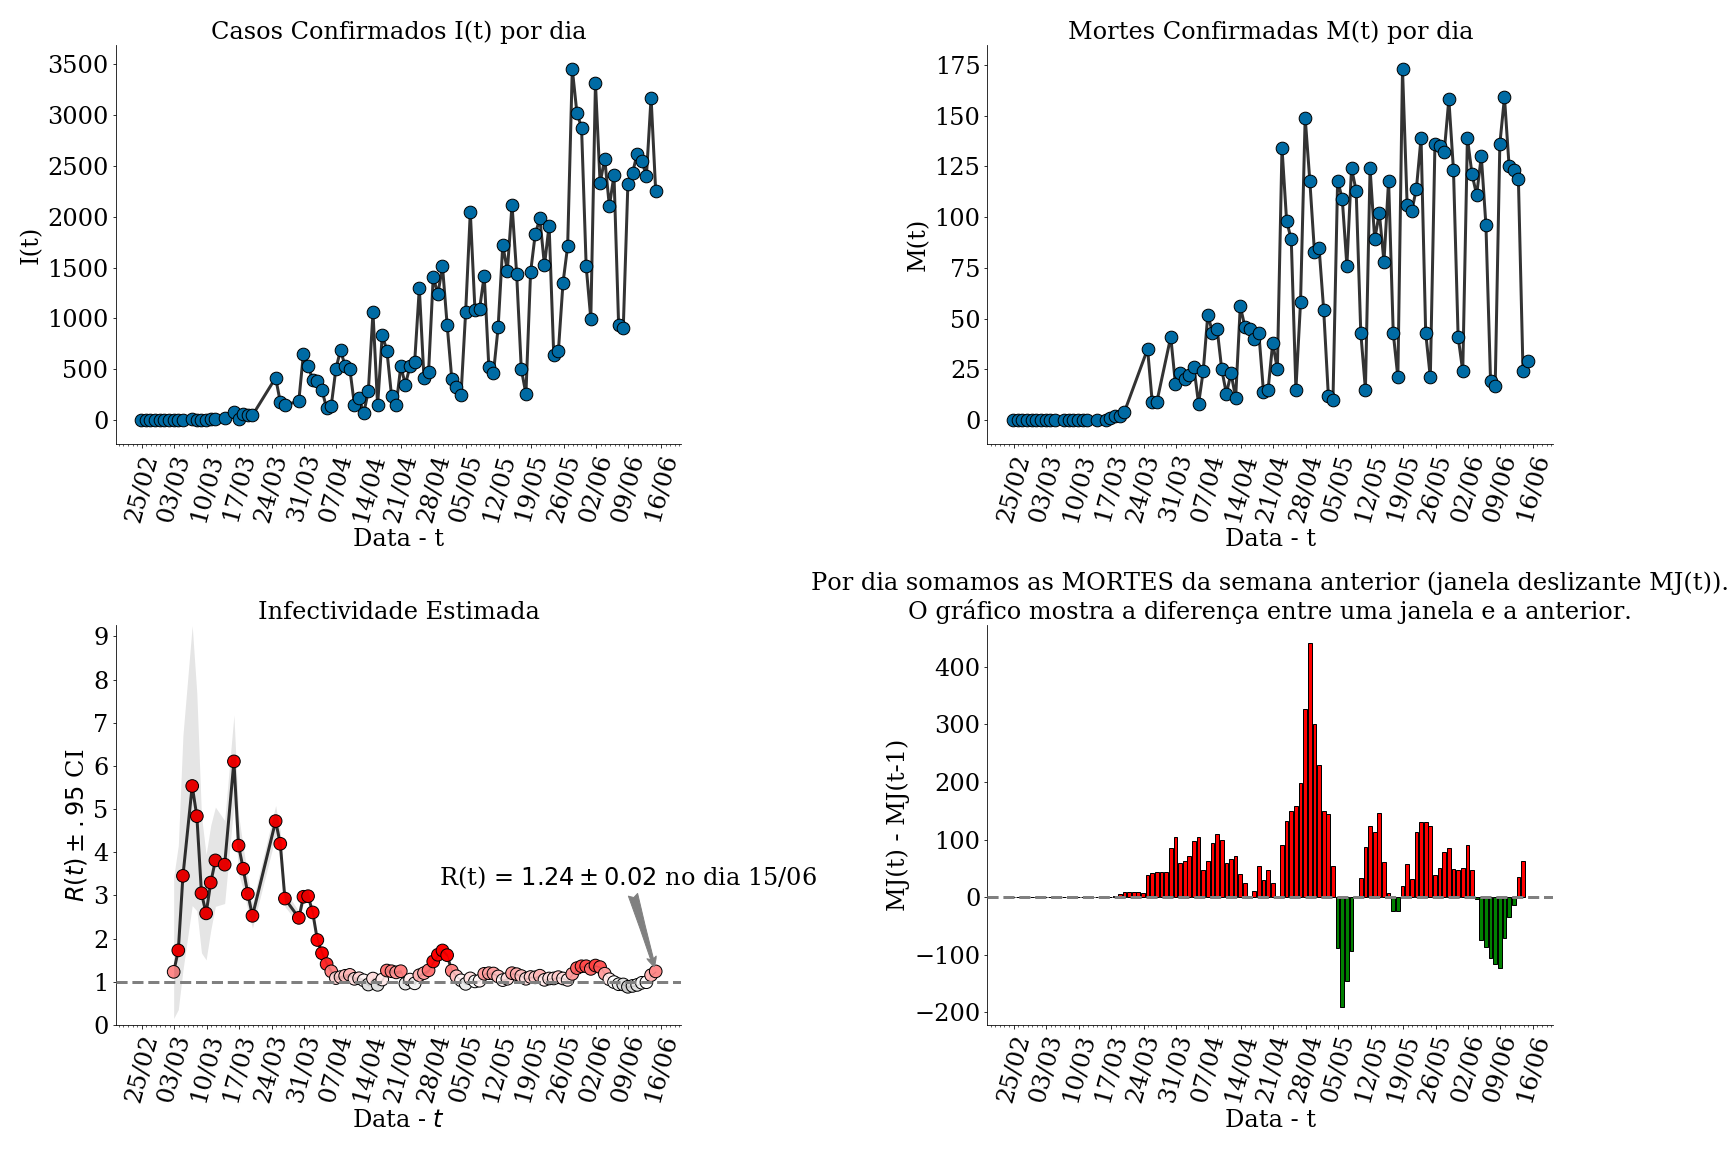 Casos Confirmados I(t) por dia
I(t)
3500
3000
2500
2000
1500
1000
500
0
25/02 03/03 10/03 17/03 24/03 31/03 07/04 14/04 21/04 28/04 05/05 12/05 19/05 26/05 02/06 09/06 16/06
Data - t
Mortes Confirmadas M(t) por dia
M(t)
175
150
125
100
75
50
25
0
25/02 03/03 10/03 17/03 24/03 31/03 07/04 14/04 21/04 28/04 05/05 12/05 19/05 26/05 02/06 09/06 16/06
Data - t
Infectividade Estimada
R(t) ± .95 CI
9
8
7
6
5
4
3
2
1
0
R(t) = 1.24 ± 0.02 no dia 15/06
25/02 03/03 10/03 17/03 24/03 31/03 07/04 14/04 21/04 28/04 05/05 12/05 19/05 26/05 02/06 09/06 16/06
Data - t
Por dia somamos as MORTES da semana anterior (janela deslizante MJ(t)).
O gráfico mostra a diferença entre uma janela e a anterior.
MJ(t) - MJ(t-1)
400
300
200
100
0
−100
−200
25/02 03/03 10/03 17/03 24/03 31/03 07/04 14/04 21/04 28/04 05/05 12/05 19/05 26/05 02/06 09/06 16/06
Data - t